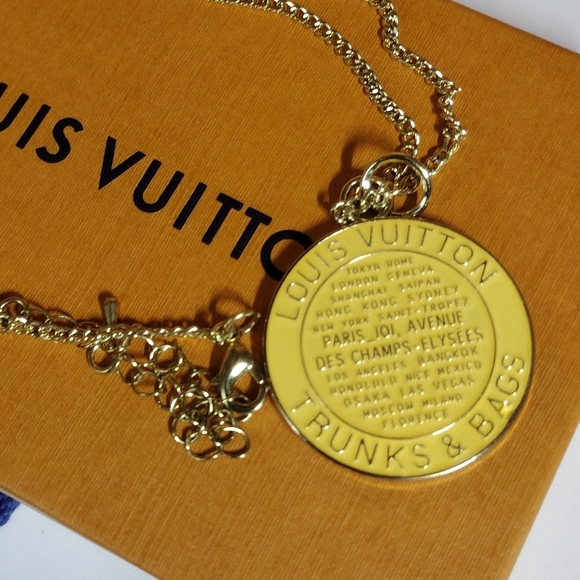 UIS VUITTO
LOUIS VUITTON
TOKYO ROME
LONDON GENEVA
SHANGHAI SAIPAN
HONG KONG SYDNEY
NEW YORK SAINT-TROPEZ
PARIS, 101, AVENUE
DES CHAMPS-ELYSÉES
LOS ANGELES BANGKOK
HONOLULU NICE MEXICO
OSAKA LAS VEGAS
MOSCOW MILANO
FLORENCE
TRUNKS & BAGS